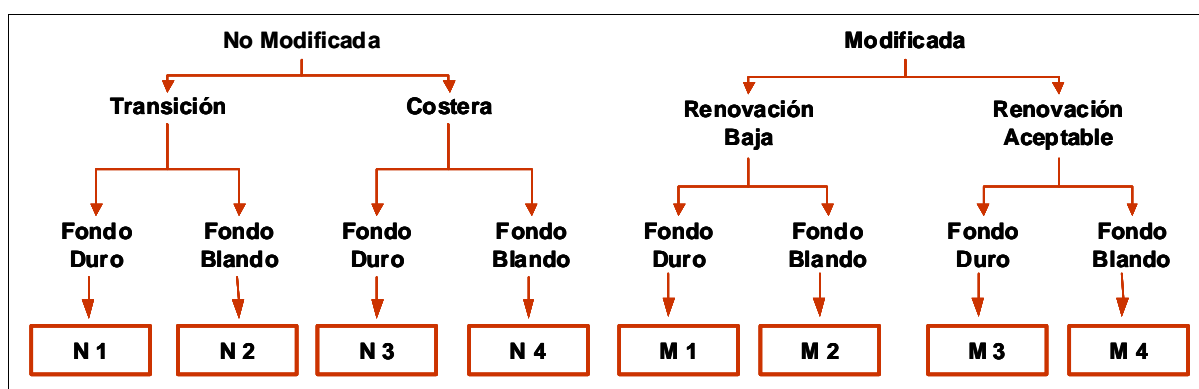 No Modificada
Modificada
Transición
Costera
Renovación
Baja
Renovación
Aceptable
Fondo
Duro
Fondo
Blando
Fondo
Duro
Fondo
Blando
Fondo
Duro
Fondo
Blando
Fondo
Duro
Fondo
Blando
N 1
N 2
N 3
N 4
M 1
M 2
M 3
M 4